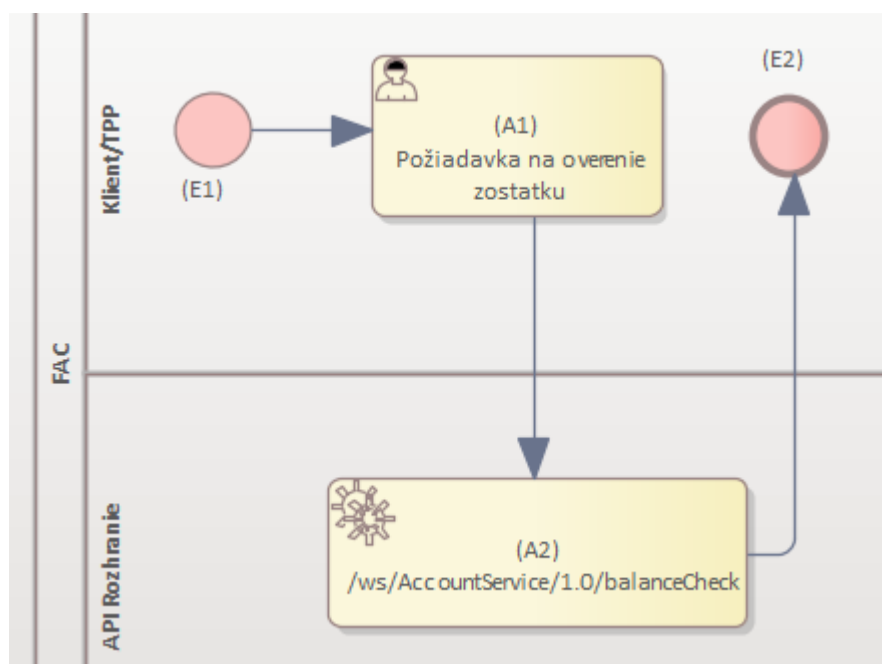 FAC
Klient/TPP
(E1)
(A1)
Požiadavka na overenie
zostatku
(E2)
API Rozhranie
(A2)
/ws/AccountService/1.0/balanceCheck